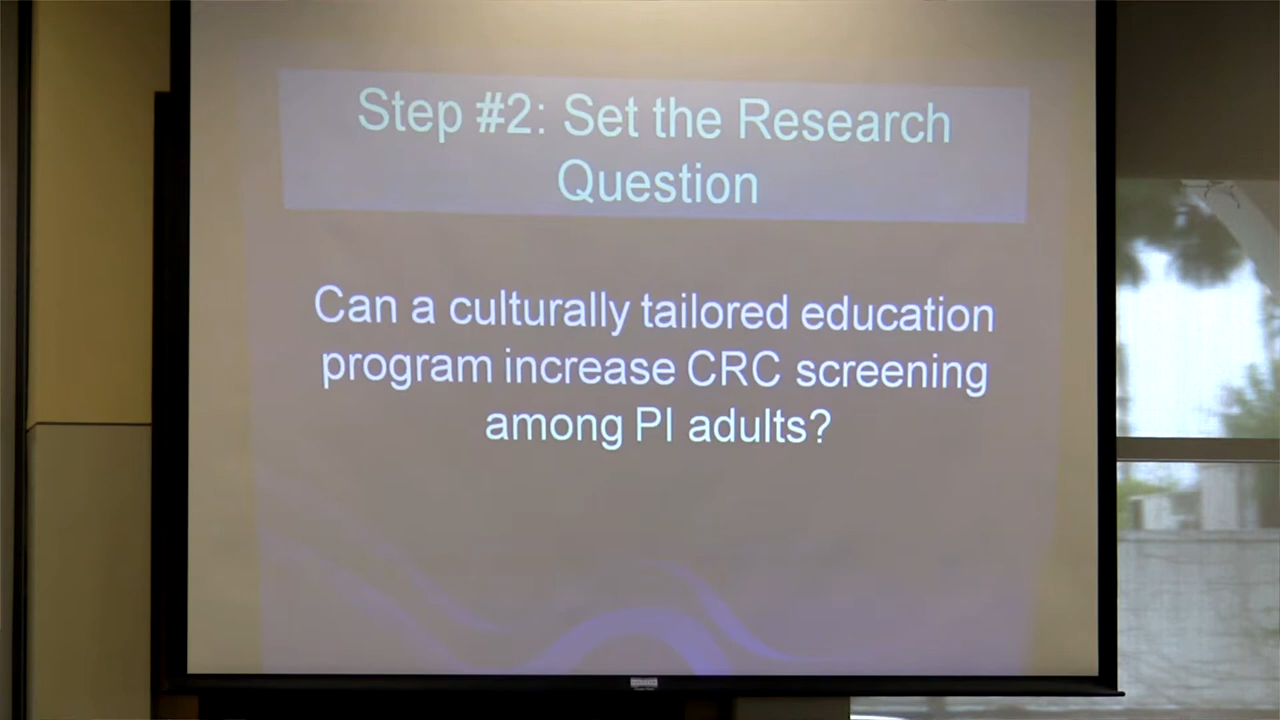 Step #2: Set the Research
Question
Can a culturally tailored education
program increase CRC screening
among PI adults?